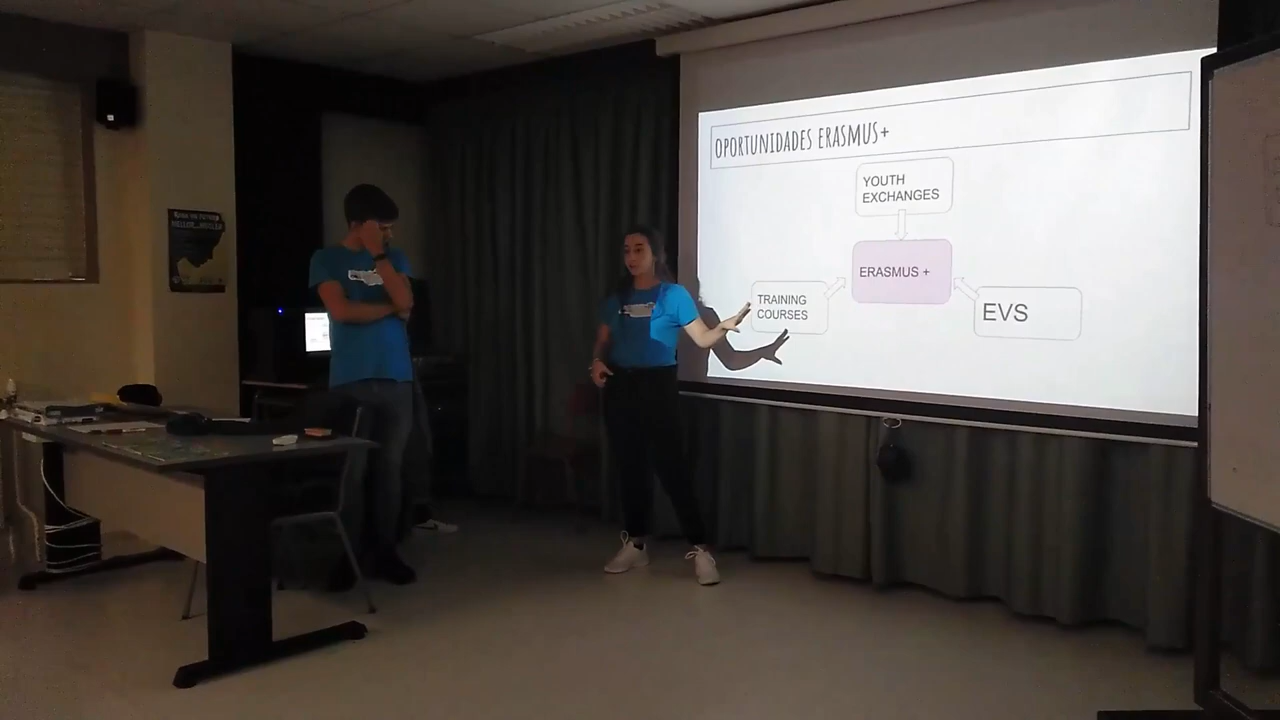 OPORTUNIDADES ERASMUS+
YOUTH
EXCHANGES
ERASMUS +
TRAINING
COURSES
EVS